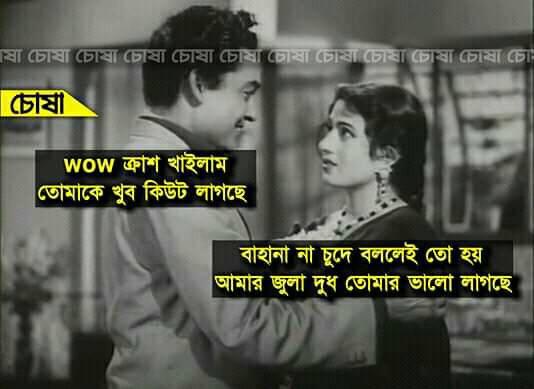 চোষা চোষা চোষা চোষা চোষা চোষা চোষা চোষা চোষা চোষা
চোষা
wow ক্রাশ খাইলাম
তোমাকে খুব কিউট লাগছে
বাহানা না চুদে বললেই তো হয়
আমার জুলা দুধ তোমার ভালো লাগছে